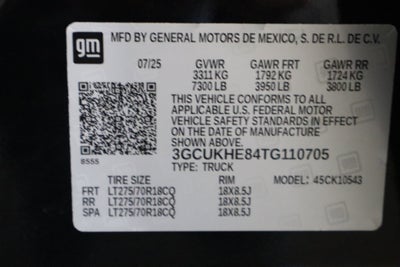 gm
MFD BY GENERAL MOTORS DE MEXICO, S. DE R.L. DE C.V.
07/25 GVWR GAWR FRT GAWR RR
3311 KG 1792 KG 1724 KG
7300 LB 3950 LB 3800 LB
THIS VEHICLE CONFORMS TO ALL
APPLICABLE U.S. FEDERAL MOTOR
VEHICLE SAFETY STANDARDS IN EFFECT
ON THE DATE OF MANUFACTURE
SHOWN ABOVE.
3GCUKHE84TG110705
8555
TYPE: TRUCK MODEL: 4SCK10543
TIRE SIZE RIM
FRT LT275/70R18CQ 18X8.5J
RR LT275/70R18CQ 18X8.5J
SPA LT275/70R18CQ 18X8.5J